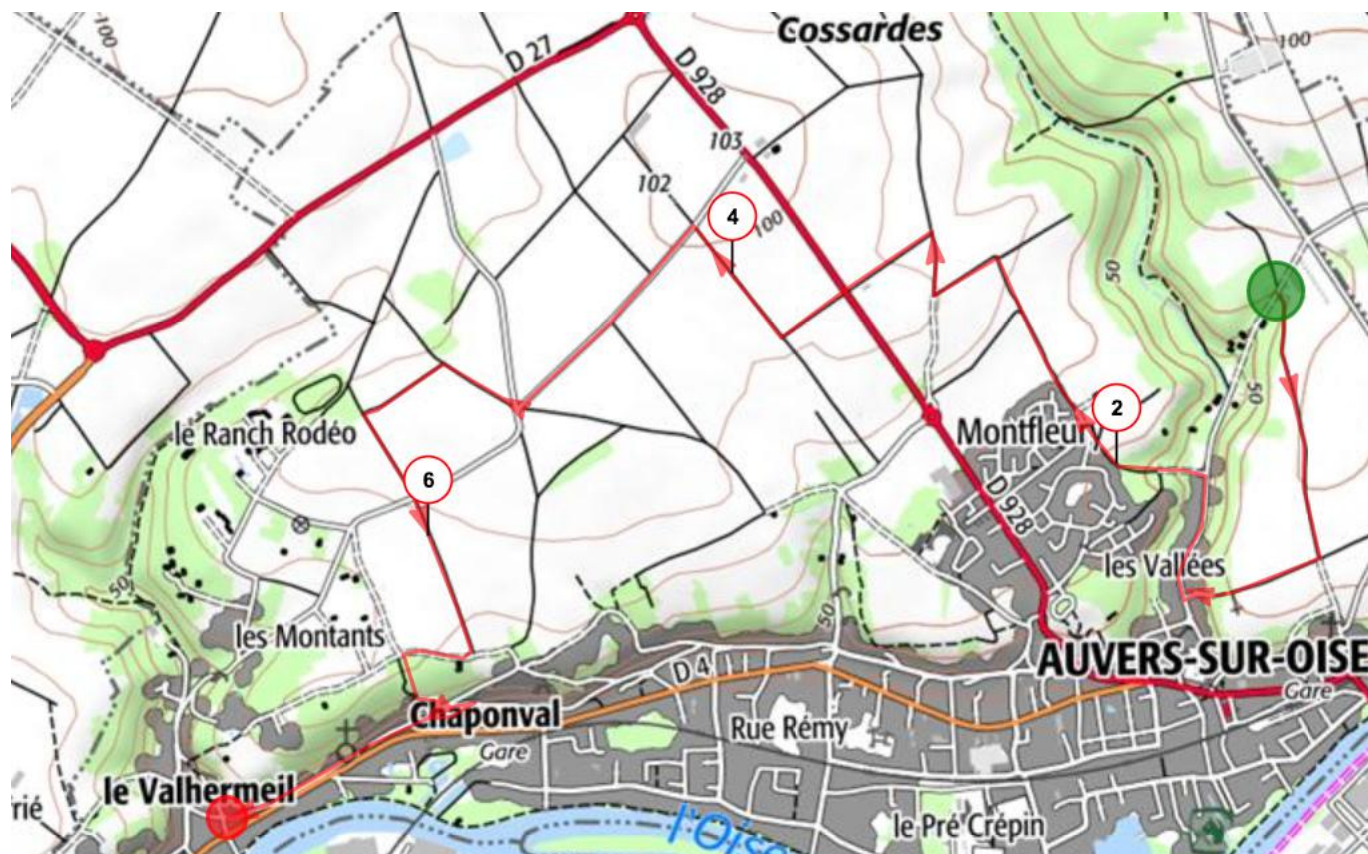 Cossardes
100
D 27
D 928
100
103
102
4
100
50
50
le Ranch Rodéo
Montfleury
2
6
D 928
les Vallées
50
les Montants
50
AUVERS-SUR-OISE
D 4
Gare
Chaponval
Rue Rémy
Gare
le Valhermeil
rié
l'Oise
le Pré Crépin